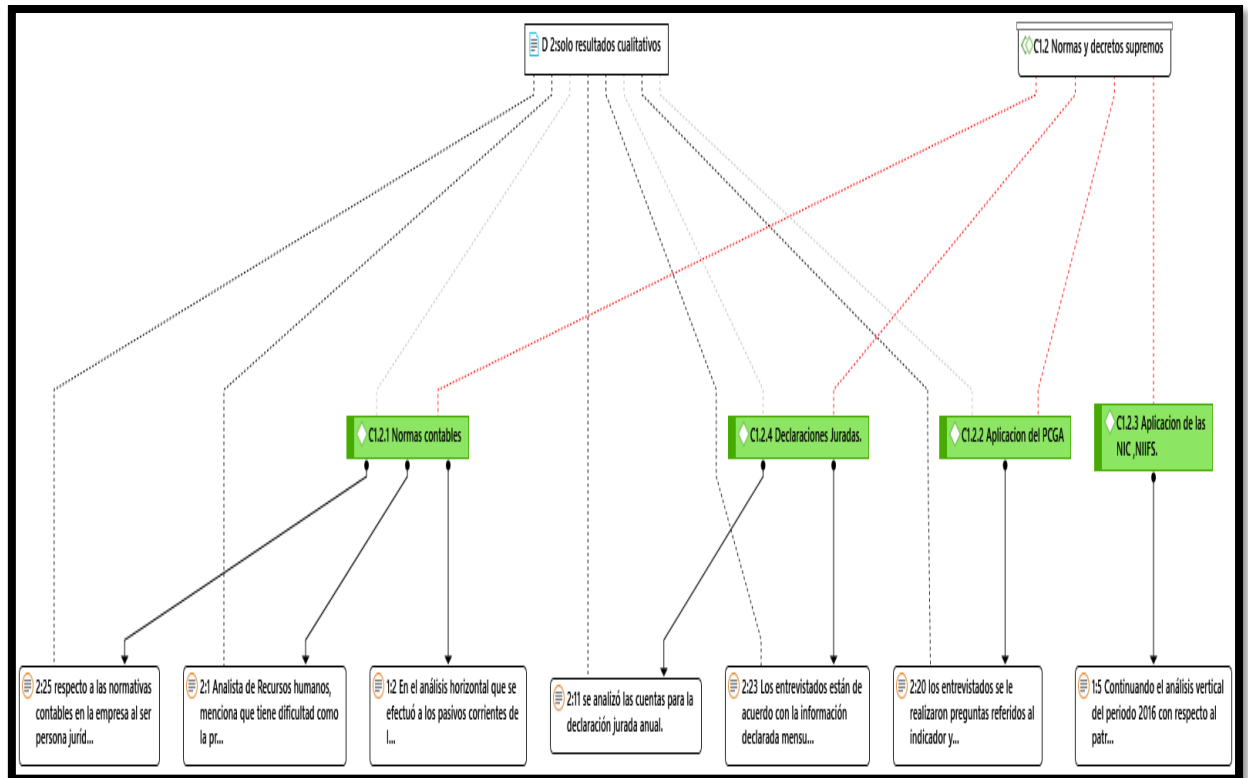 D 2:solo resultados cualitativos
C1.2 Normas y decretos supremos
C1.2.1 Normas contables
C1.2.4 Declaraciones Juradas.
C1.2.2 Aplicacion del PCGA
C1.2.3 Aplicacion de las
NIC ,NIIFS.
2:25 respecto a las normativas
contables en la empresa al ser
persona juríd...
2:1 Analista de Recursos humanos,
menciona que tiene dificultad como
la pr...
1:2 En el análisis horizontal que se
efectuó a los pasivos corrientes de
l...
2:11 se analizó las cuentas para la
declaración jurada anual.
2:23 Los entrevistados están de
acuerdo con la información
declarada mensu...
2:20 los entrevistados se le
realizaron preguntas referidos al
indicador y...
1:5 Continuando el análisis vertical
del periodo 2016 con respecto al
patr...